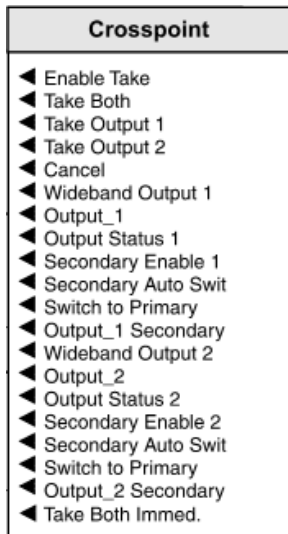 Crosspoint
Enable Take
Take Both
Take Output 1
Take Output 2
Cancel
Wideband Output 1
Output_1
Output Status 1
Secondary Enable 1
Secondary Auto Swit
Switch to Primary
Output_1 Secondary
Wideband Output 2
Output_2
Output Status 2
Secondary Enable 2
Secondary Auto Swit
Switch to Primary
Output_2 Secondary
Take Both Immed.